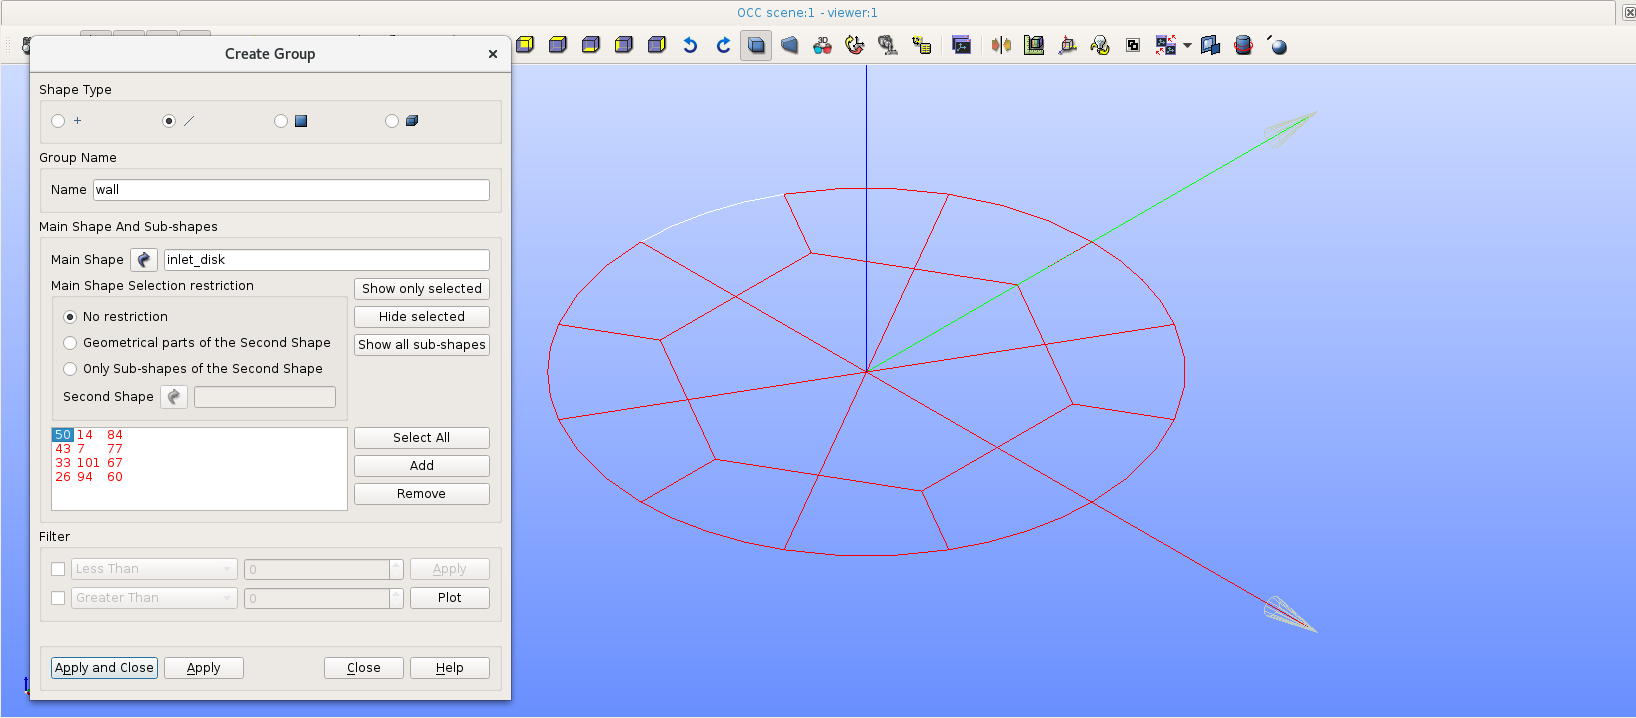 OCC scene:1 - viewer:1
Create Group
Shape Type
Group Name
Name wall
Main Shape And Sub-shapes
Main Shape inlet_disk
Main Shape Selection restriction
Show only selected
No restriction
Hide selected
Geometrical parts of the Second Shape
Show all sub-shapes
Only Sub-shapes of the Second Shape
Second Shape
50 14 84
43 7 77
33 101 67
26 94 60
Select All
Add
Remove
Filter
Less Than 0 Apply
Greater Than 0 Plot
Apply and Close Apply Close Help